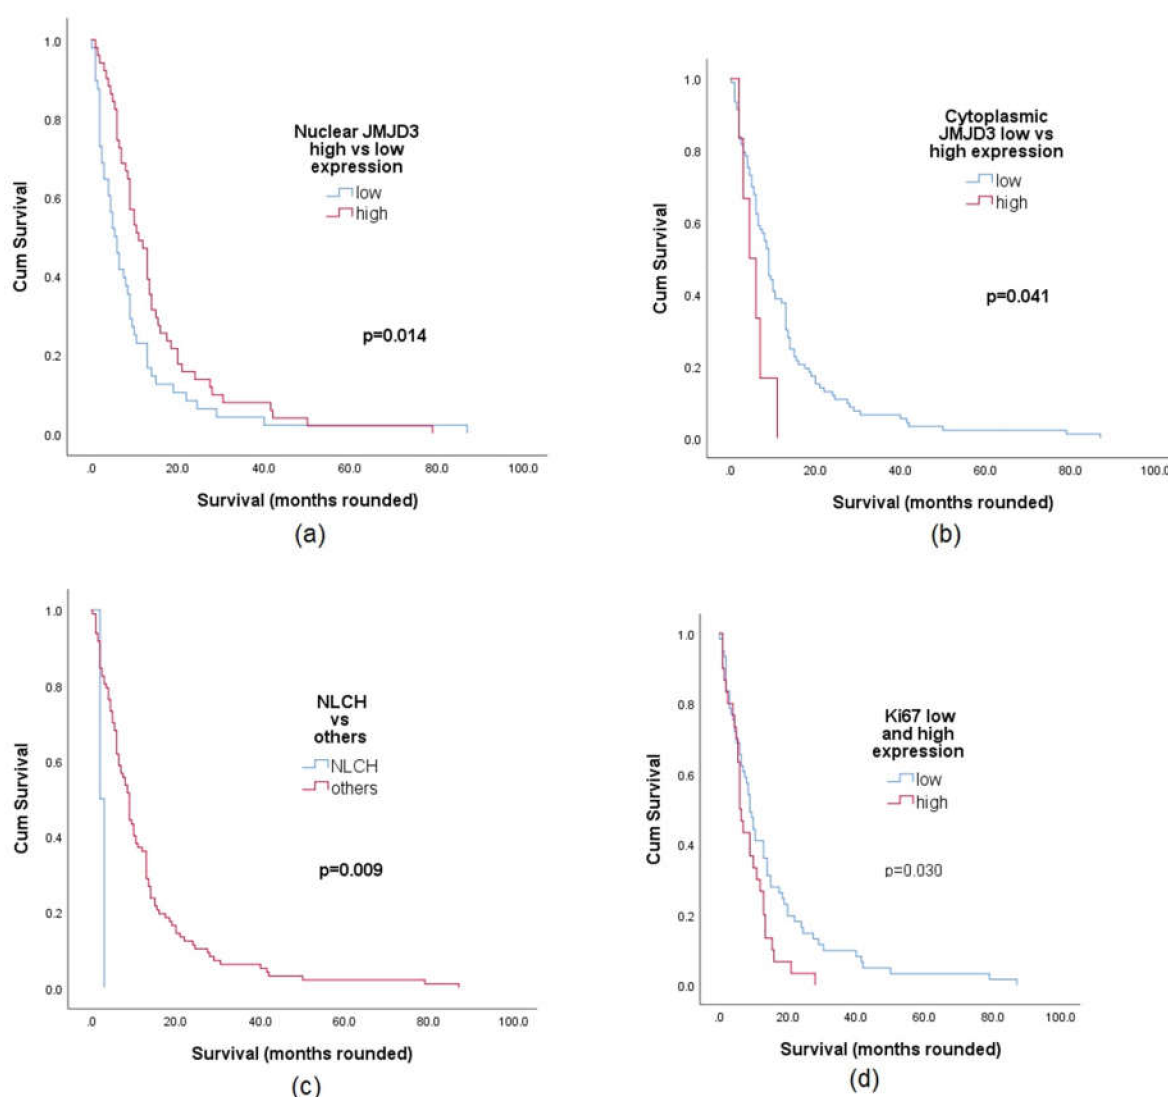 1.0
0.8
0.6
0.4
0.2
0.0
Cum Survival
Nuclear JMJD3
high vs low
expression
low
high
p=0.014
.0 20.0 40.0 60.0 80.0 100.0
Survival (months rounded)
(a)
1.0
0.8
0.6
0.4
0.2
0.0
Cum Survival
Cytoplasmic
JMJD3 low vs
high expression
low
high
p=0.041
.0 20.0 40.0 60.0 80.0 100.0
Survival (months rounded)
(b)
1.0
0.8
0.6
0.4
0.2
0.0
Cum Survival
NLCH
vs
others
NLCH
others
p=0.009
.0 20.0 40.0 60.0 80.0 100.0
Survival (months rounded)
(c)
1.0
0.8
0.6
0.4
0.2
0.0
Cum Survival
Ki67 low
and high
expression
low
high
p=0.030
.0 20.0 40.0 60.0 80.0 100.0
Survival (months rounded)
(d)